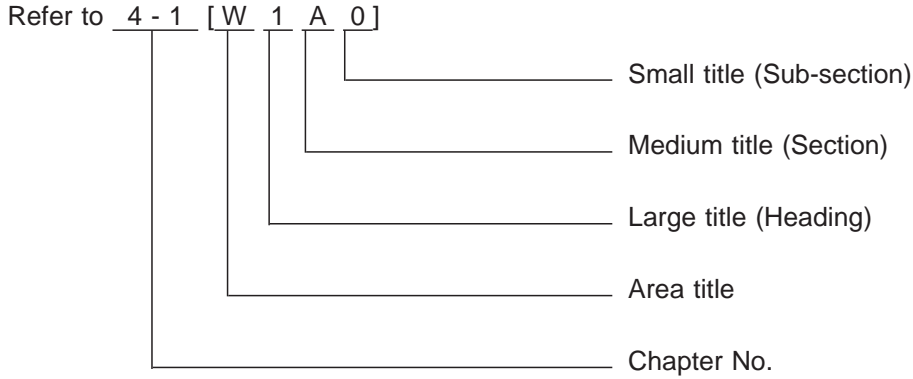 Refer to 4 - 1 [ W 1 A 0 ]
Small title (Sub-section)
Medium title (Section)
Large title (Heading)
Area title
Chapter No.